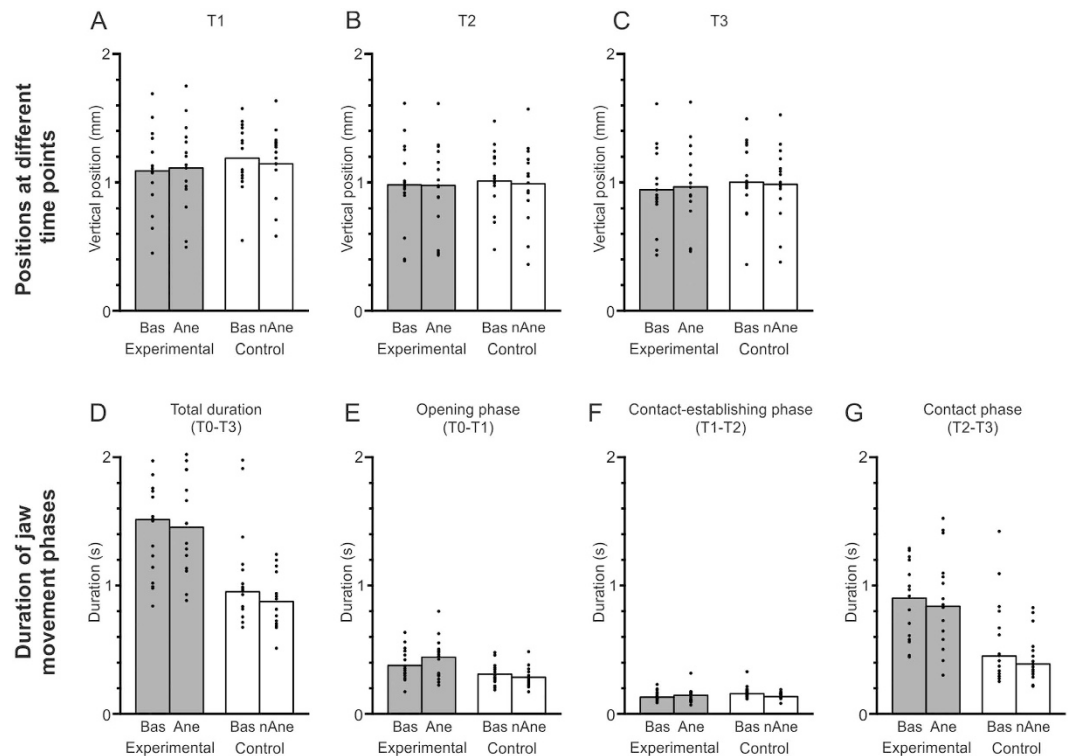 A T1
B T2
C T3
Positions at different
time points
Vertical position (mm)
2
1
0
Bas Ane Bas nAne
Experimental Control
Vertical position (mm)
2
1
0
Bas Ane Bas nAne
Experimental Control
Vertical position (mm)
2
1
0
Bas Ane Bas nAne
Experimental Control
D Total duration
(T0-T3)
E Opening phase
(T0-T1)
F Contact-establishing phase
(T1-T2)
G Contact phase
(T2-T3)
Duration of jaw
movement phases
Duration (s)
2
1
0
Bas Ane Bas nAne
Experimental Control
Duration (s)
2
1
0
Bas Ane Bas nAne
Experimental Control
Duration (s)
2
1
0
Bas Ane Bas nAne
Experimental Control
Duration (s)
2
1
0
Bas Ane Bas nAne
Experimental Control